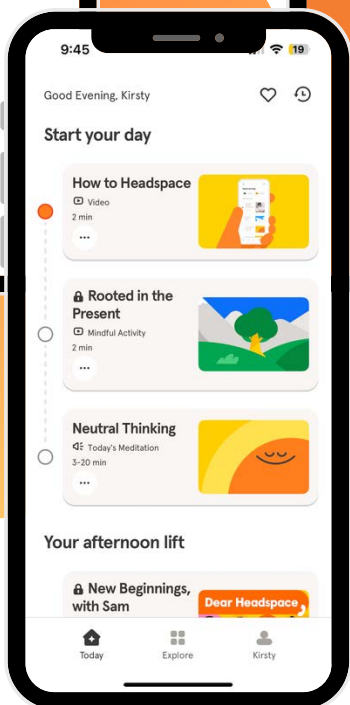 9:45
19
Good Evening, Kirsty
Start your day
How to Headspace
Video
2 min
Rooted in the
Present
Mindful Activity
2 min
Neutral Thinking
Today's Meditation
3-20 min
Your afternoon lift
New Beginnings,
with Sam
Dear Headspace,
Today
Explore
Kirsty